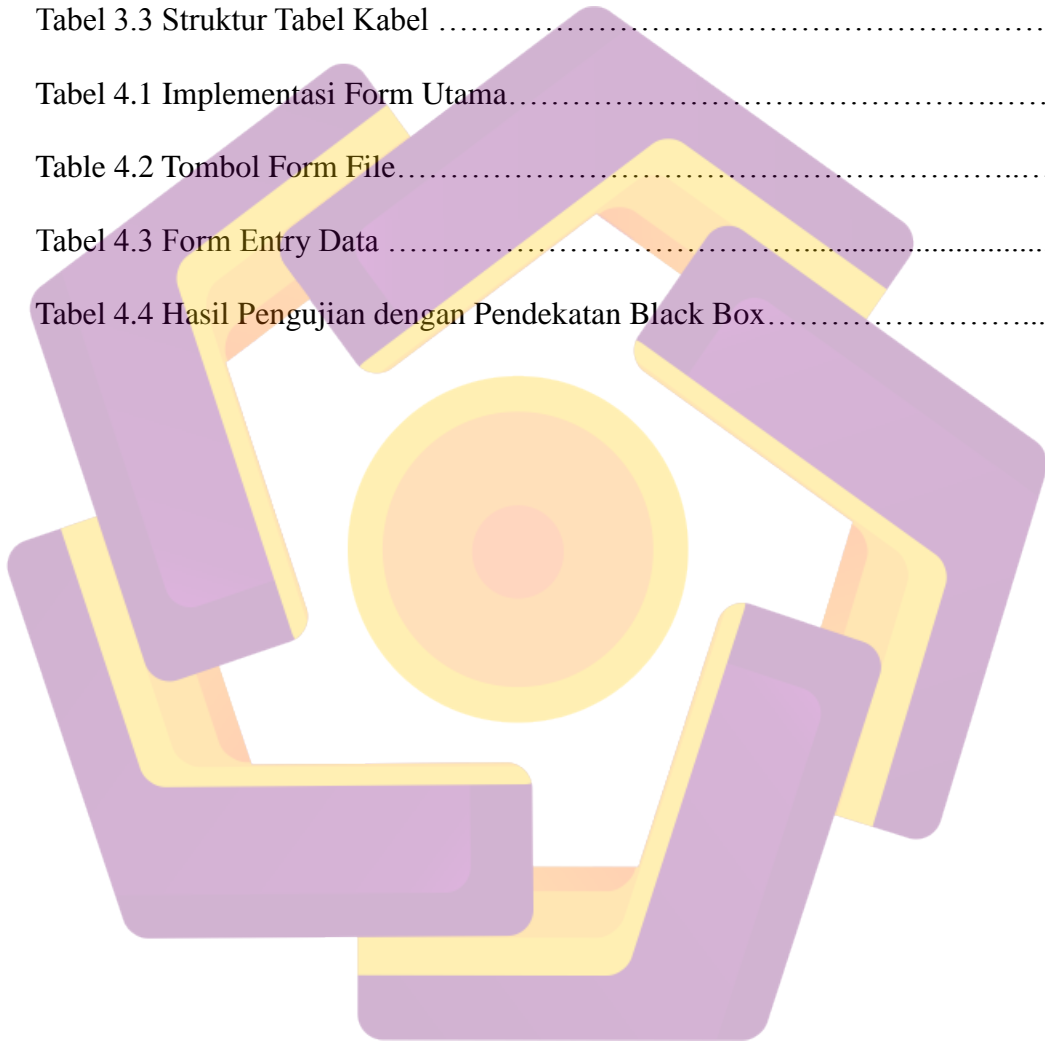 Tabel 3.3 Struktur Tabel Kabel ……………………………………………………
Tabel 4.1 Implementasi Form Utama……………………………………….….
Table 4.2 Tombol Form File…………………………………………………..…
Tabel 4.3 Form Entry Data ……………………………………............................
Tabel 4.4 Hasil Pengujian dengan Pendekatan Black Box……………………...